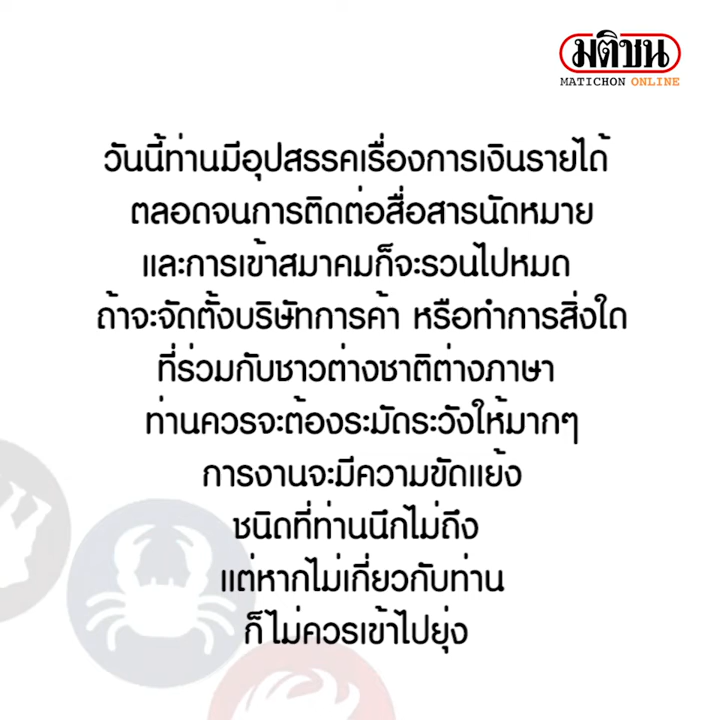 มติชน
MATICHON ONLINE
วันนี้ท่านมีอุปสรรคเรื่องการเงินรายได้
ตลอดจนการติดต่อสื่อสารนัดหมาย
และการเข้าสมาคมก็จะรวนไปหมด
ถ้าจะจัดตั้งบริษัทการค้า หรือทำการสิ่งใด
ที่ร่วมกับชาวต่างชาติต่างภาษา
ท่านควรจะต้องระมัดระวังให้มากๆ
การงานจะมีความขัดแย้ง
ชนิดที่ท่านนึกไม่ถึง
แต่หากไม่เกี่ยวกับท่าน
ก็ไม่ควรเข้าไปยุ่ง